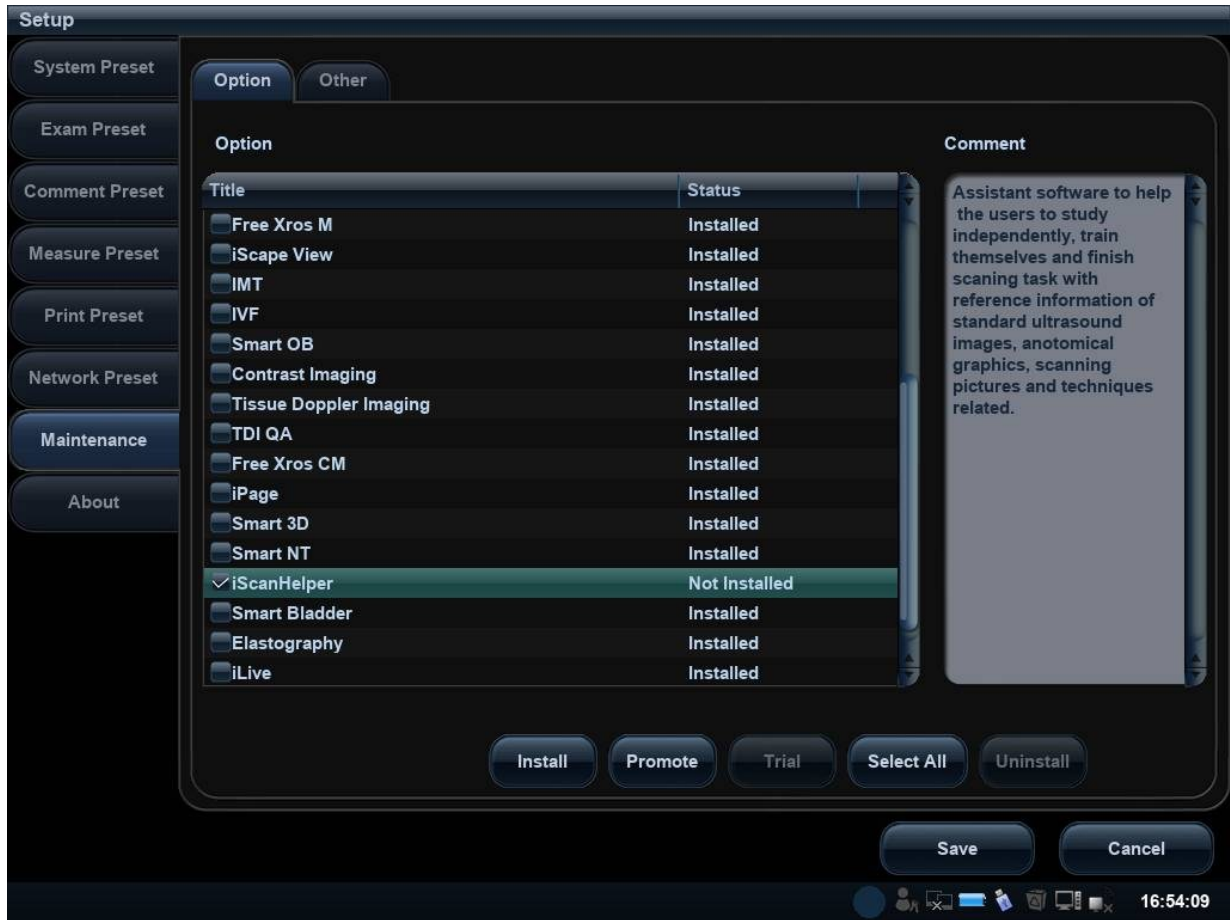 Setup
System Preset
Exam Preset
Comment Preset
Measure Preset
Print Preset
Network Preset
Maintenance
About
Option Other
Option
Title Status
Free Xros M Installed
iScape View Installed
IMT Installed
IVF Installed
Smart OB Installed
Contrast Imaging Installed
Tissue Doppler Imaging Installed
TDI QA Installed
Free Xros CM Installed
iPage Installed
Smart 3D Installed
Smart NT Installed
iScanHelper Not Installed
Smart Bladder Installed
Elastography Installed
iLive Installed
Comment
Assistant software to help
the users to study
independently, train
themselves and finish
scaning task with
reference information of
standard ultrasound
images, anotomical
graphics, scanning
pictures and techniques
related.
Install Promote Trial Select All Uninstall
Save Cancel
16:54:09